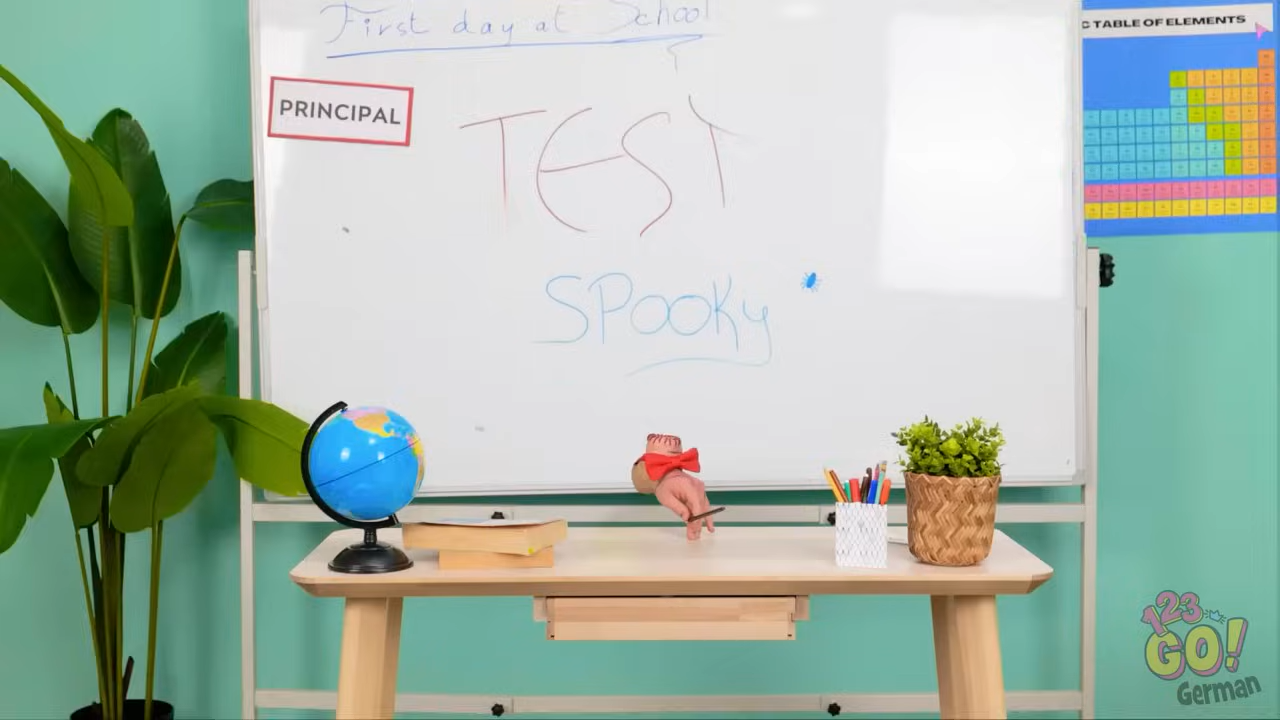 First day at School
C TABLE OF ELEMENTS
PRINCIPAL
TEST
SPOOKY
123
GO!
German